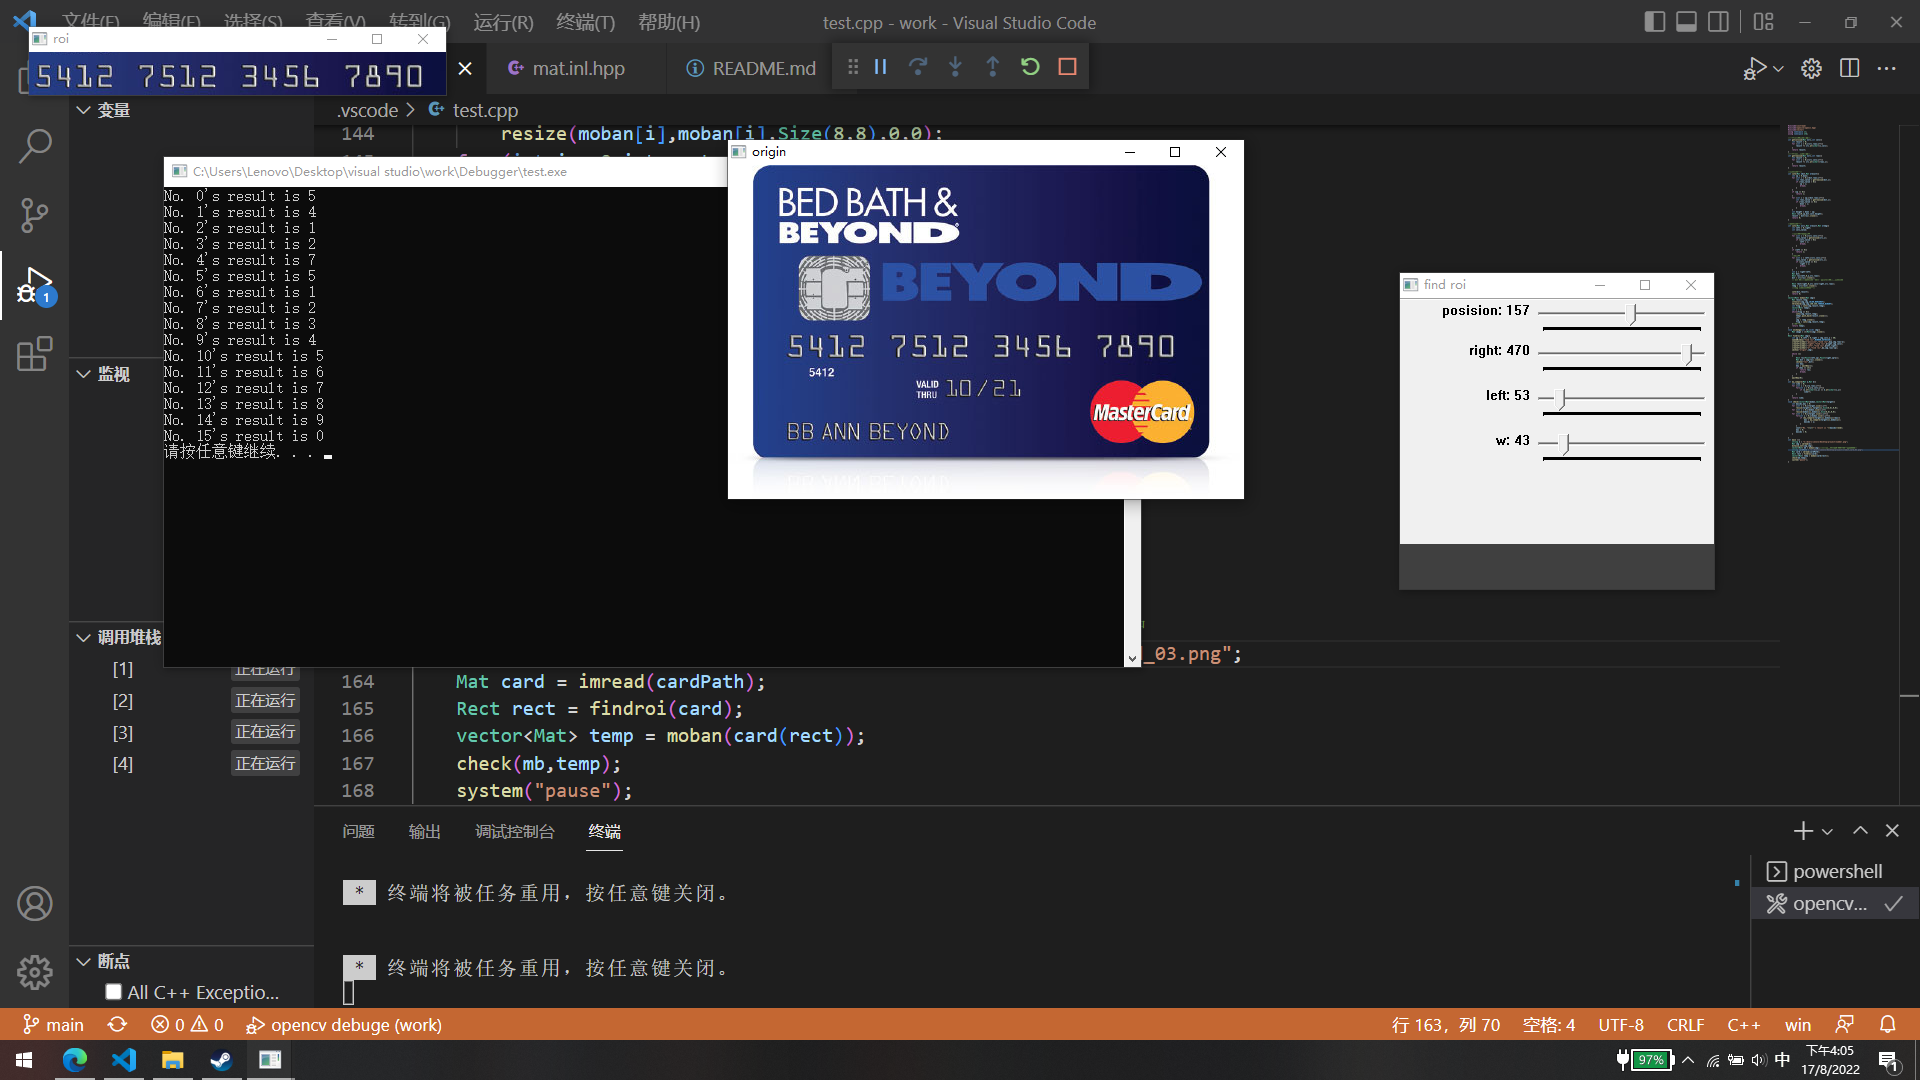 文件(F) 编辑(E) 选择(S) 查看(V) 转到(G) 运行(R) 终端(T) 帮助(H)
test.cpp - work - Visual Studio Code
roi
5412 7512 3456 7890
mat.inl.hpp
README.md
变量
.vscode > test.cpp
144 resize(moban[i],moban[i],Size(8,8),0,0);
C:\Users\Lenovo\Desktop\visual studio\work\Debugger\test.exe
No. 0's result is 5
No. 1's result is 4
No. 2's result is 1
No. 3's result is 2
No. 4's result is 7
No. 5's result is 5
No. 6's result is 1
No. 7's result is 2
No. 8's result is 3
No. 9's result is 4
No. 10's result is 5
No. 11's result is 6
No. 12's result is 7
No. 13's result is 8
No. 14's result is 9
No. 15's result is 0
请按任意键继续. . .
origin
BED BATH &
BEYOND
BEYOND
5412 7512 3456 7890
5412
VALID
THRU
10/21
BB ANN BEYOND
MasterCard
find roi
posision: 157
right: 470
left: 53
w: 43
监视
调用堆栈
[1] 正在运行
[2] 正在运行
[3] 正在运行
[4] 正在运行
_03.png";
164 Mat card = imread(cardPath);
165 Rect rect = findroi(card);
166 vector<Mat> temp = moban(card(rect));
167 check(mb,temp);
168 system("pause");
问题 输出 调试控制台 终端
* 终端将被任务重用，按任意键关闭。
* 终端将被任务重用，按任意键关闭。
powershell
opencv...
断点
All C++ Exceptio...
main 0 0 opencv debuge (work)
行 163，列 70 空格: 4 UTF-8 CRLF C++ win
97% 中
下午4:05
17/8/2022
1